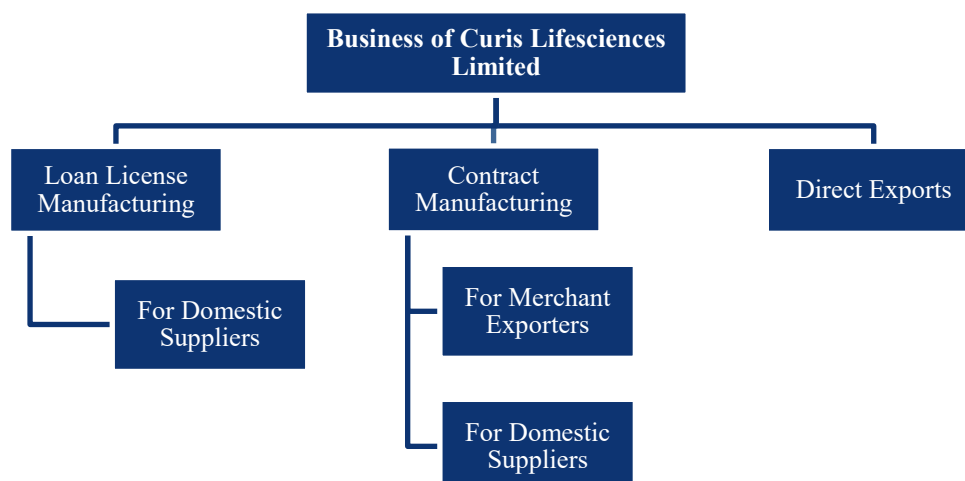 Business of Curis Lifesciences
Limited
Loan License
Manufacturing
Contract
Manufacturing
Direct Exports
For Domestic
Suppliers
For Merchant
Exporters
For Domestic
Suppliers